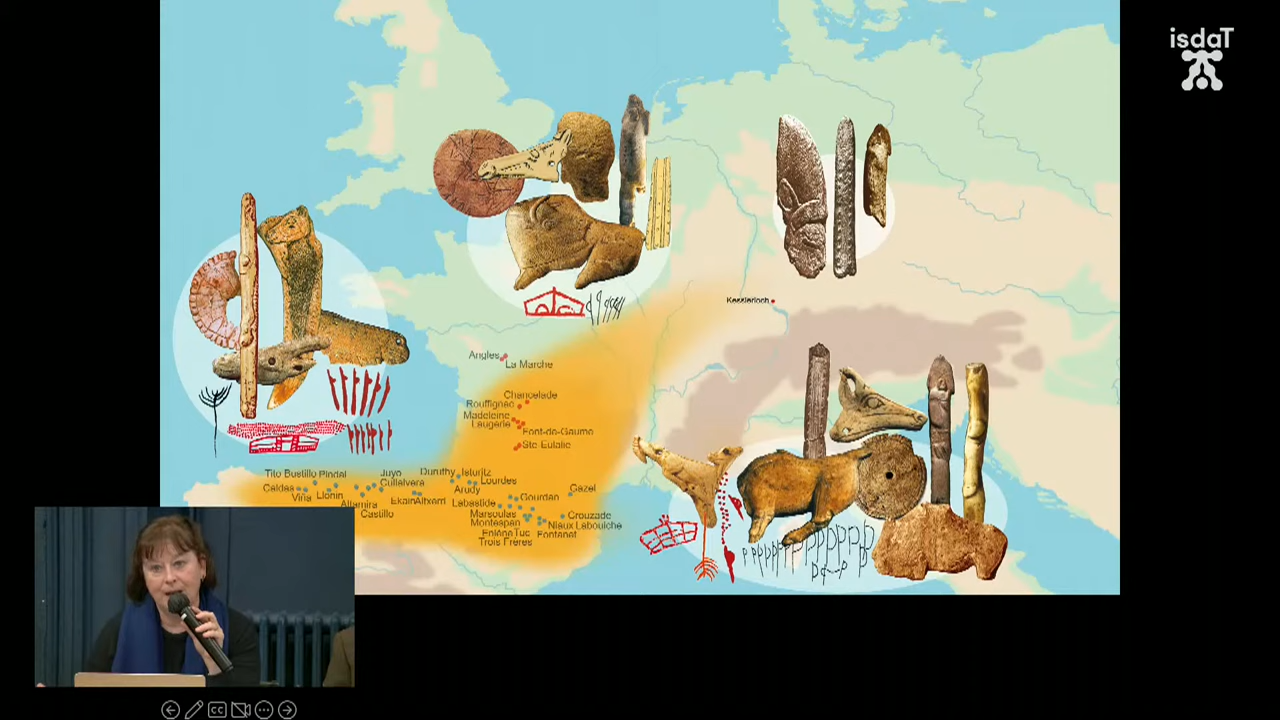 isdaT
Kesslerloch
Angles
La Marche
Chancelade
Rouffignac
Madeleine
Laugerie
Font-de-Gaume
Ste-Eulalie
Tito Bustillo
Pindal
Juyo
Duruthy
Isturitz
Caldas
Cullalvera
Lourdes
Gazel
Viña
Llonin
Altamira
Ekain
Altxerri
Arudy
Labastide
Gourdan
Castillo
Marsoulas
Crouzade
Montespan
Niaux
Labouiche
Enlène
Tuc
Fontanet
Trois Frères
CC